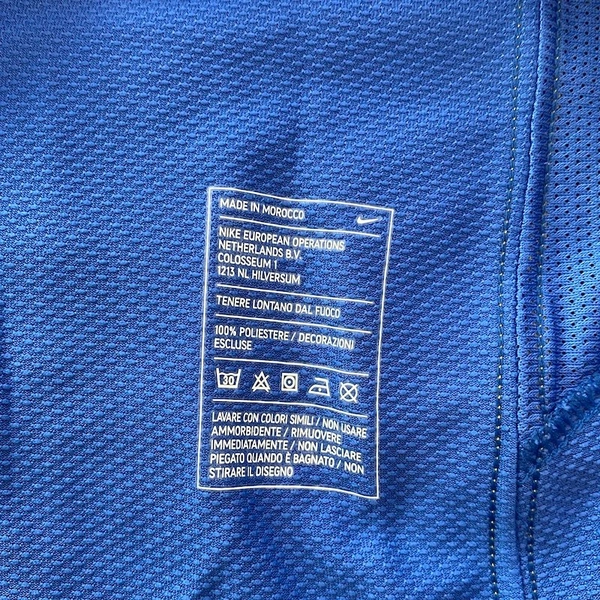 MADE IN MOROCCO
NIKE EUROPEAN OPERATIONS
NETHERLANDS B.V.
COLOSSEUM 1
1213 NL HILVERSUM
TENERE LONTANO DAL FUOCO
100% POLIESTERE / DECORAZIONI
ESCLUSE
30
LAVARE CON COLORI SIMILI / NON USARE
AMMORBIDENTE / RIMUOVERE
IMMEDIATAMENTE / NON LASCIARE
PIEGATO QUANDO È BAGNATO / NON
STIRARE IL DISEGNO